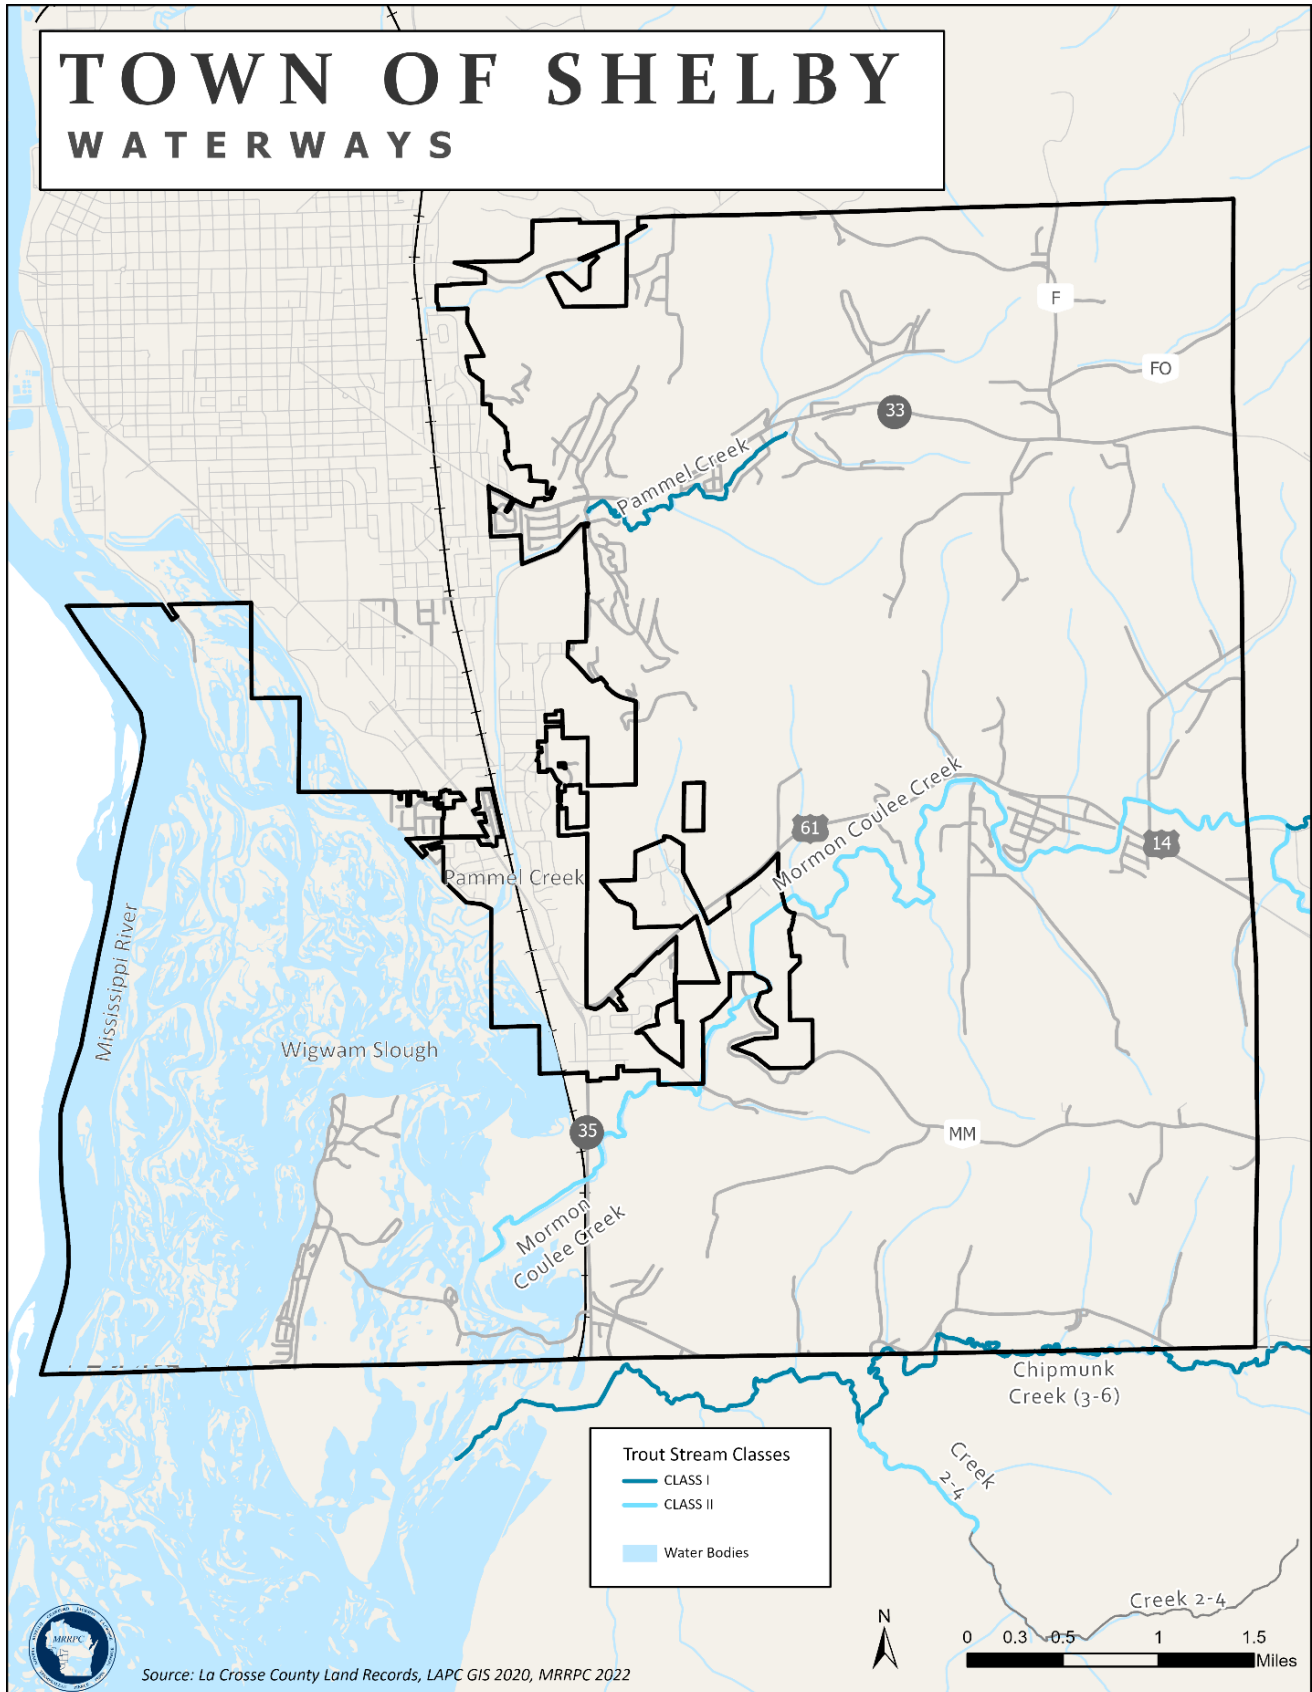 TOWN OF SHELBY
WATERWAYS
F
FO
33
Pammel Creek
61
Mormon Coulee Creek
14
Pammel Creek
Mississippi River
Wigwam Slough
35
MM
Mormon
Coulee Creek
Chipmunk
Creek (3-6)
Creek
2-4
Creek 2-4
Trout Stream Classes
CLASS I
CLASS II
Water Bodies
N
0 0.3 0.5 1 1.5
Miles
MRRPC
Source: La Crosse County Land Records, LAPC GIS 2020, MRRPC 2022